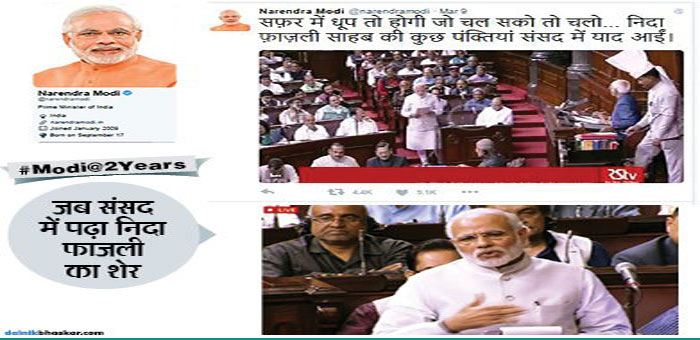 Narendra Modi
@narendramodi
Prime Minister of India
India
narendramodi.in
Joined January 2009
Born on September 17
#Modi@2Years
जब संसद
में पढ़ा निदा
फाजली
का शेर
dainikbhaskar.com
Narendra Modi @narendramodi · Mar 9
सफ़र में धूप तो होगी जो चल सको तो चलो... निदा
फ़ाज़ली साहब की कुछ पंक्तियां संसद में याद आईं।
RSTV
4.4K
5.1K
LIVE